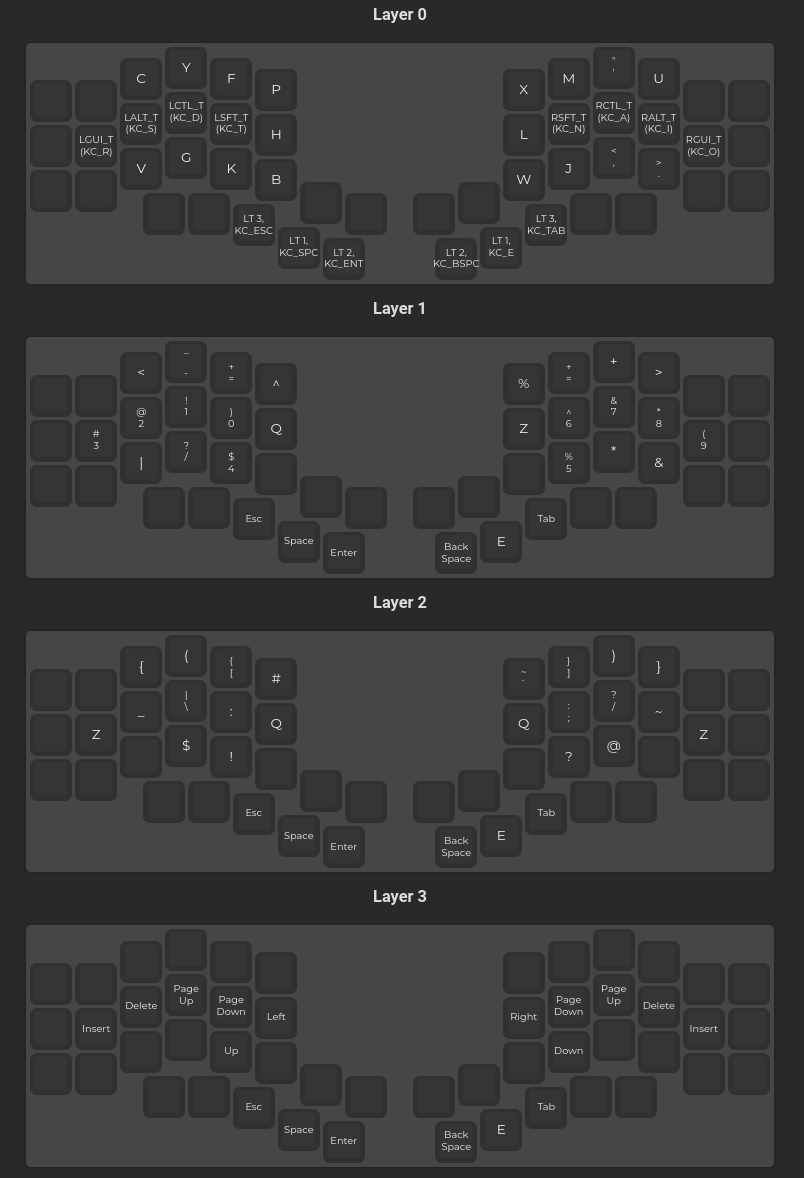 Layer 0
C Y F P X M " ' U
LGUI_T (KC_R) LALT_T (KC_S) LCTL_T (KC_D) LSFT_T (KC_T) H L RSFT_T (KC_N) RCTL_T (KC_A) RALT_T (KC_I) RGUI_T (KC_O)
V G K B W J < , > .
LT 3, KC_ESC LT 1, KC_SPC LT 2, KC_ENT LT 2, KC_BSPC LT 1, KC_E LT 3, KC_TAB
Layer 1
< _ - + = ^ % + = + >
# 3 @ 2 ! 1 ) 0 Q Z ^ 6 & 7 * 8 ( 9
| ? / $ 4 % 5 * &
Esc Space Enter Back Space E Tab
Layer 2
{ ( { [ # ~ ` } ] ) }
Z _ | \ : Q Q : ; ? / ~ Z
$ ! ? @
Esc Space Enter Back Space E Tab
Layer 3
Insert Delete Page Up Page Down Left Right Page Down Page Up Delete Insert
Up Down
Esc Space Enter Back Space E Tab